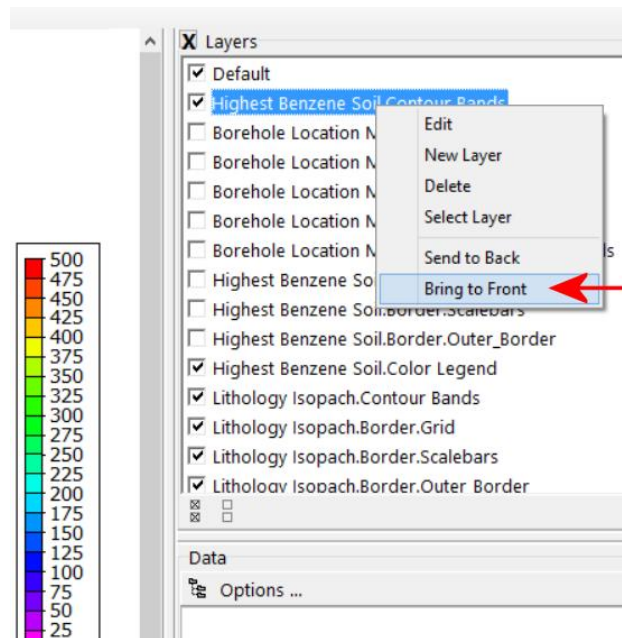 X Layers
Default
Highest Benzene Soil.Contour Bands
Borehole Location M
Borehole Location M
Borehole Location M
Borehole Location M
Borehole Location M ls
Highest Benzene So
Highest Benzene Soil.Border.Scalebars
Highest Benzene Soil.Border.Outer_Border
Highest Benzene Soil.Color Legend
Lithology Isopach.Contour Bands
Lithology Isopach.Border.Grid
Lithology Isopach.Border.Scalebars
Lithology Isopach.Border.Outer Border
Edit
New Layer
Delete
Select Layer
Send to Back
Bring to Front
Data
Options ...
500
475
450
425
400
375
350
325
300
275
250
225
200
175
150
125
100
75
50
25